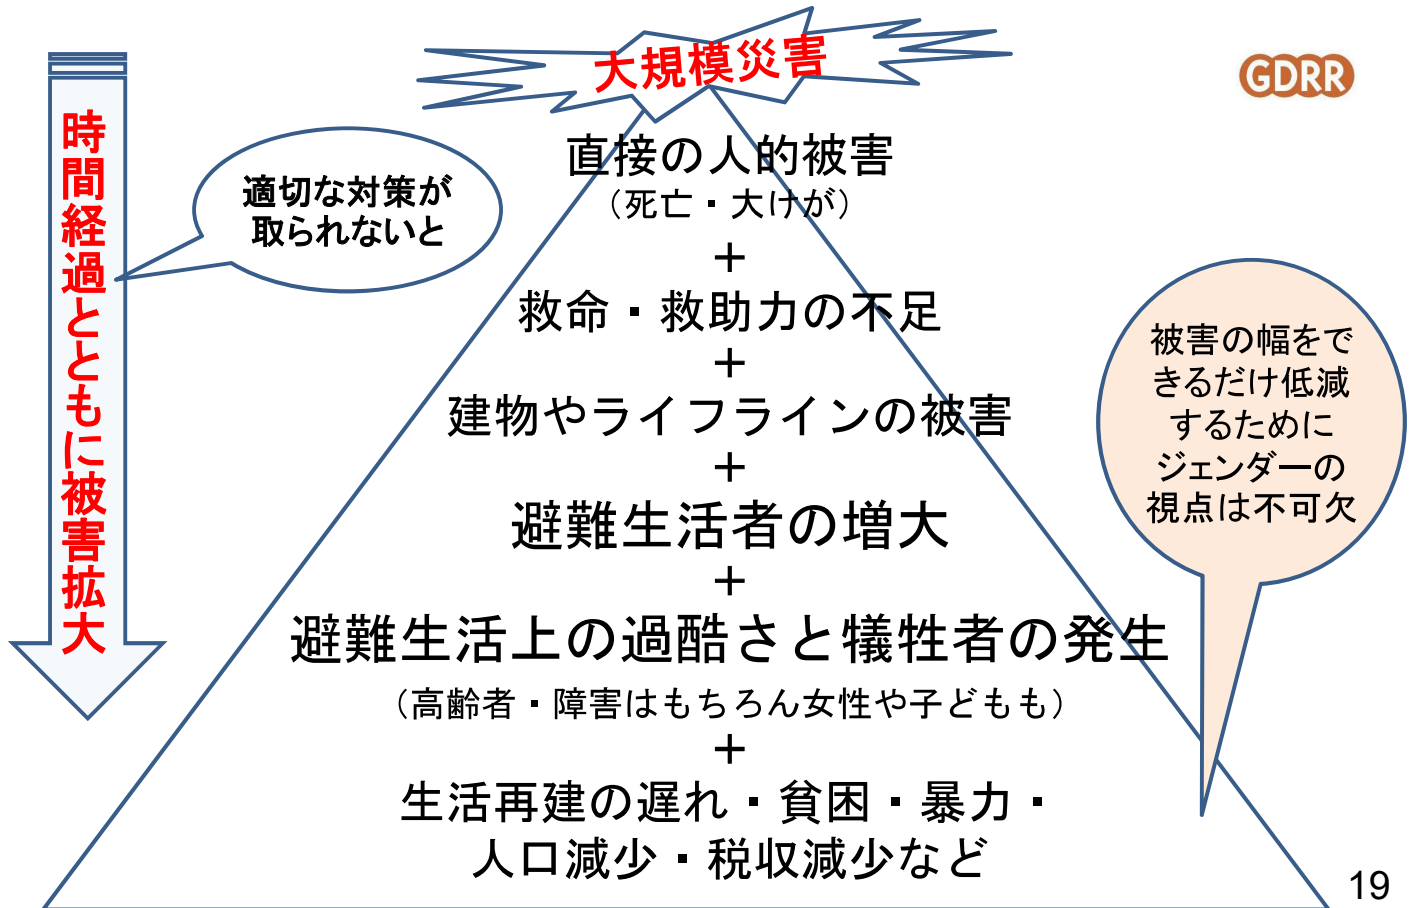 大規模災害
GDRR
時間経過とともに被害拡大
適切な対策が
取られないと
直接の人的被害
（死亡・大けが）
＋
救命・救助力の不足
＋
建物やライフラインの被害
＋
避難生活者の増大
＋
避難生活上の過酷さと犠牲者の発生
（高齢者・障害はもちろん女性や子どもも）
＋
生活再建の遅れ・貧困・暴力・
人口減少・税収減少など
被害の幅をで
きるだけ低減
するために
ジェンダーの
視点は不可欠
19